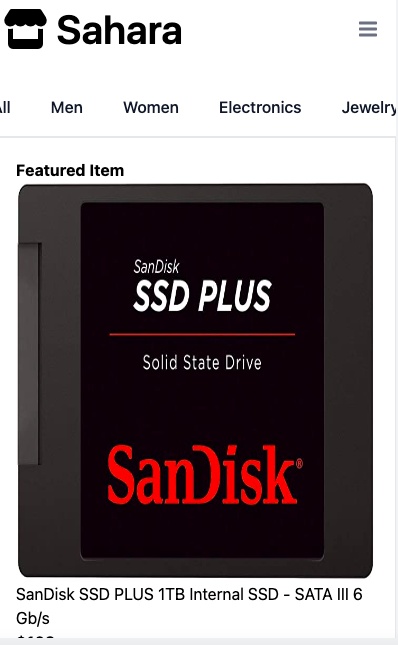 Sahara
All Men Women Electronics Jewelry
Featured Item
SanDisk
SSD PLUS
Solid State Drive
SanDisk®
SanDisk SSD PLUS 1TB Internal SSD - SATA III 6
Gb/s